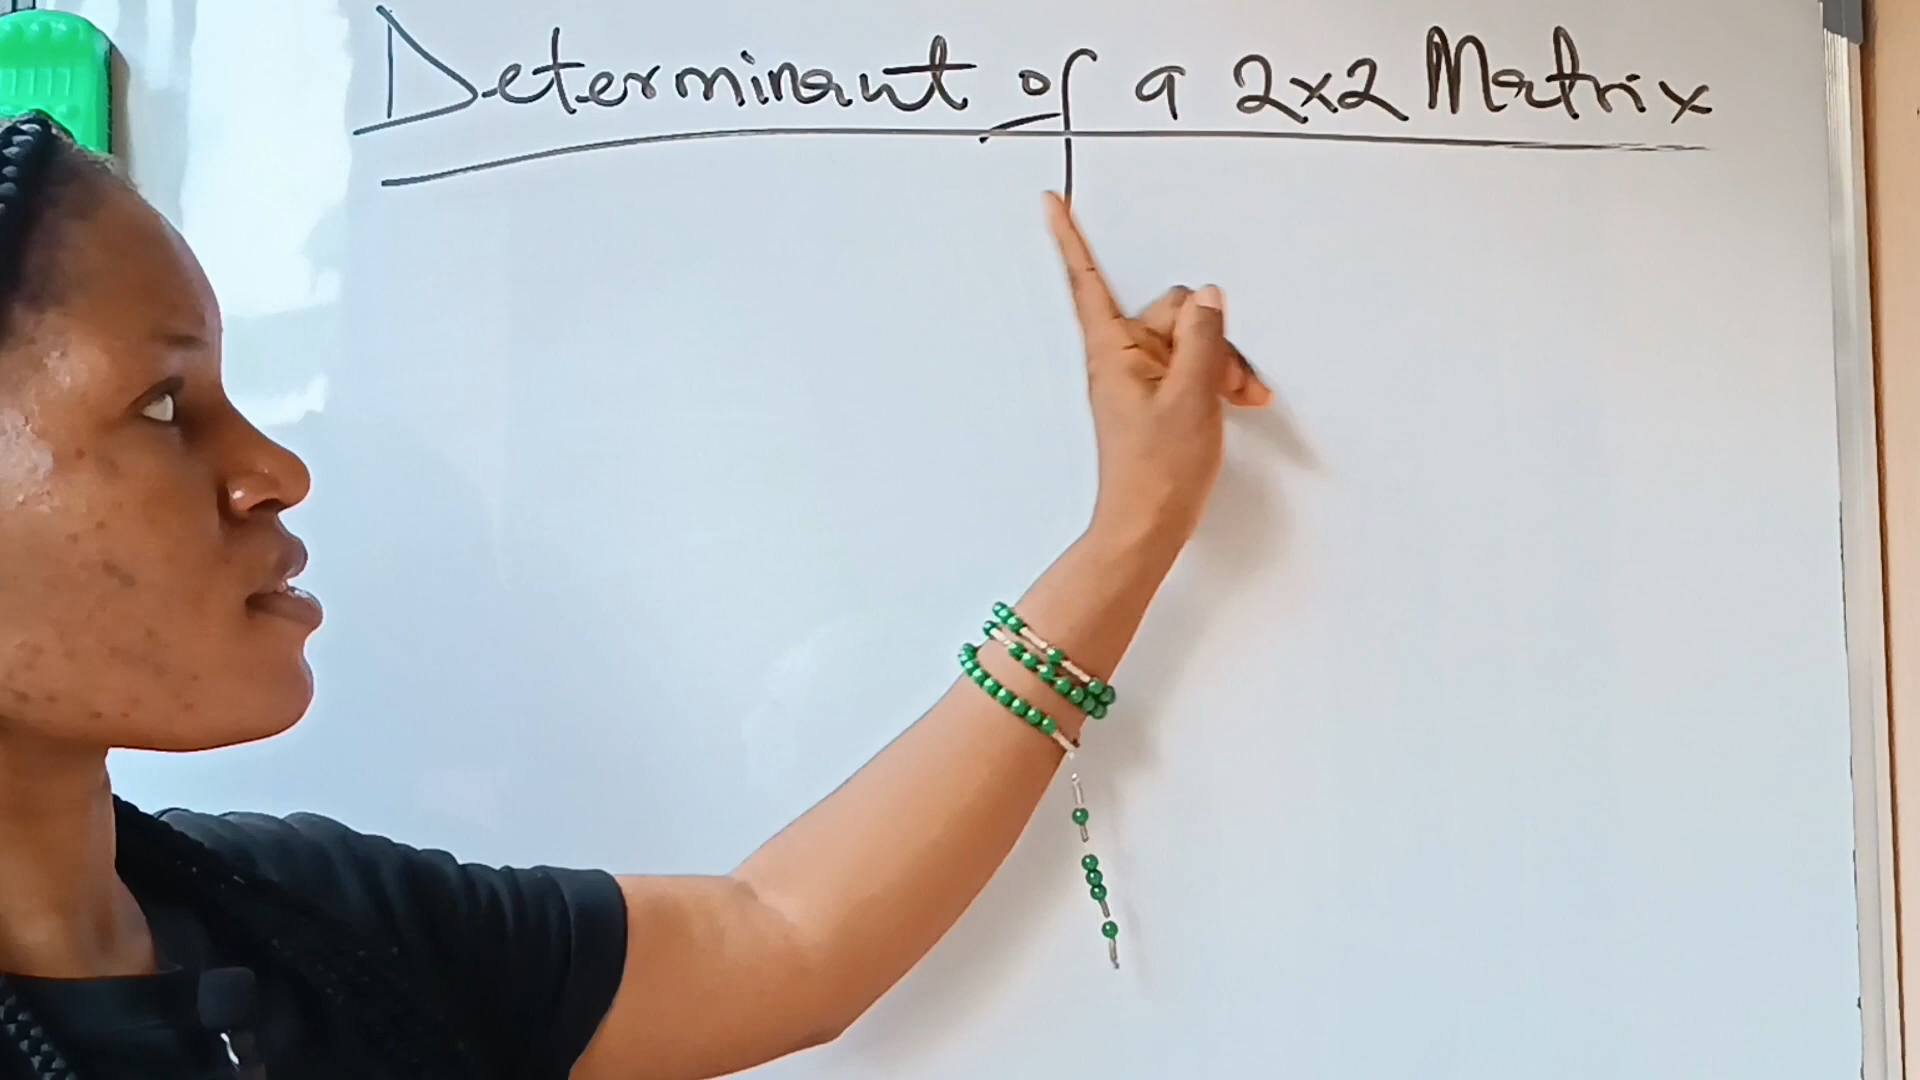 Determinant of a 2x2 Matrix